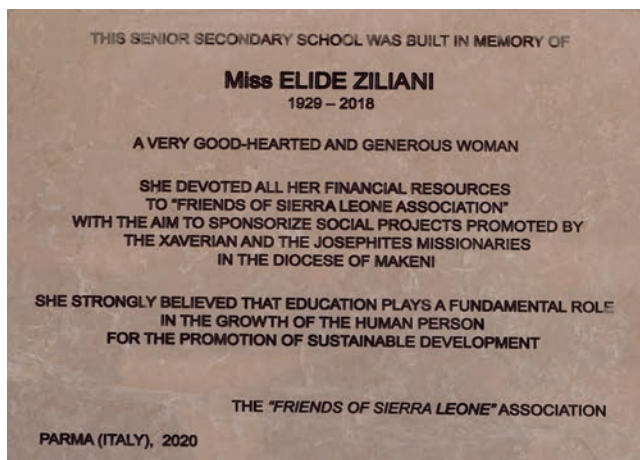 THIS SENIOR SECONDARY SCHOOL WAS BUILT IN MEMORY OF
Miss ELIDE ZILIANI
1929 – 2018
A VERY GOOD-HEARTED AND GENEROUS WOMAN
SHE DEVOTED ALL HER FINANCIAL RESOURCES
TO "FRIENDS OF SIERRA LEONE ASSOCIATION"
WITH THE AIM TO SPONSORIZE SOCIAL PROJECTS PROMOTED BY
THE XAVERIAN AND THE JOSEPHITES MISSIONARIES
IN THE DIOCESE OF MAKENI
SHE STRONGLY BELIEVED THAT EDUCATION PLAYS A FUNDAMENTAL ROLE
IN THE GROWTH OF THE HUMAN PERSON
FOR THE PROMOTION OF SUSTAINABLE DEVELOPMENT
THE "FRIENDS OF SIERRA LEONE" ASSOCIATION
PARMA (ITALY), 2020